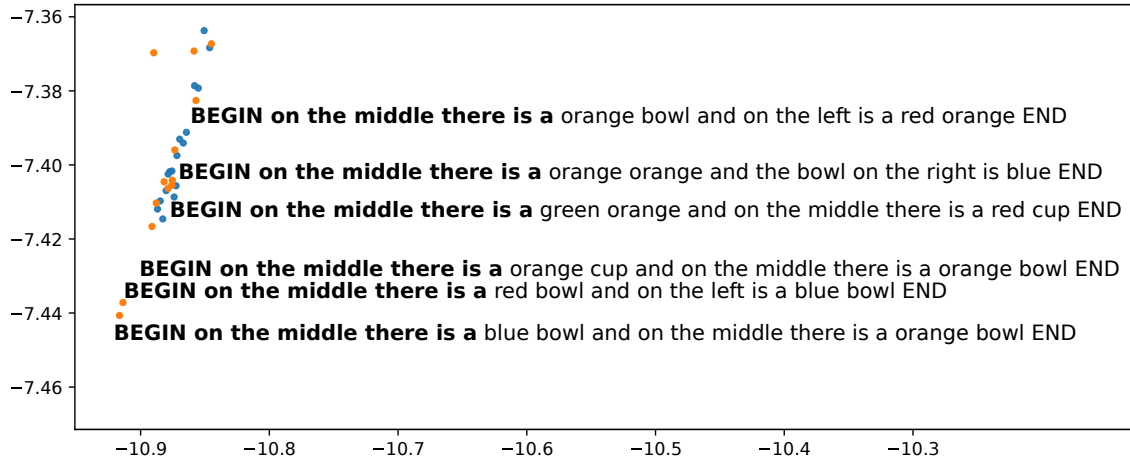 −7.36
−7.38
BEGIN on the middle there is a orange bowl and on the left is a red orange END
−7.40
BEGIN on the middle there is a orange orange and the bowl on the right is blue END
BEGIN on the middle there is a green orange and on the middle there is a red cup END
−7.42
BEGIN on the middle there is a orange cup and on the middle there is a orange bowl END
BEGIN on the middle there is a red bowl and on the left is a blue bowl END
−7.44
BEGIN on the middle there is a blue bowl and on the middle there is a orange bowl END
−7.46
−10.9 −10.8 −10.7 −10.6 −10.5 −10.4 −10.3